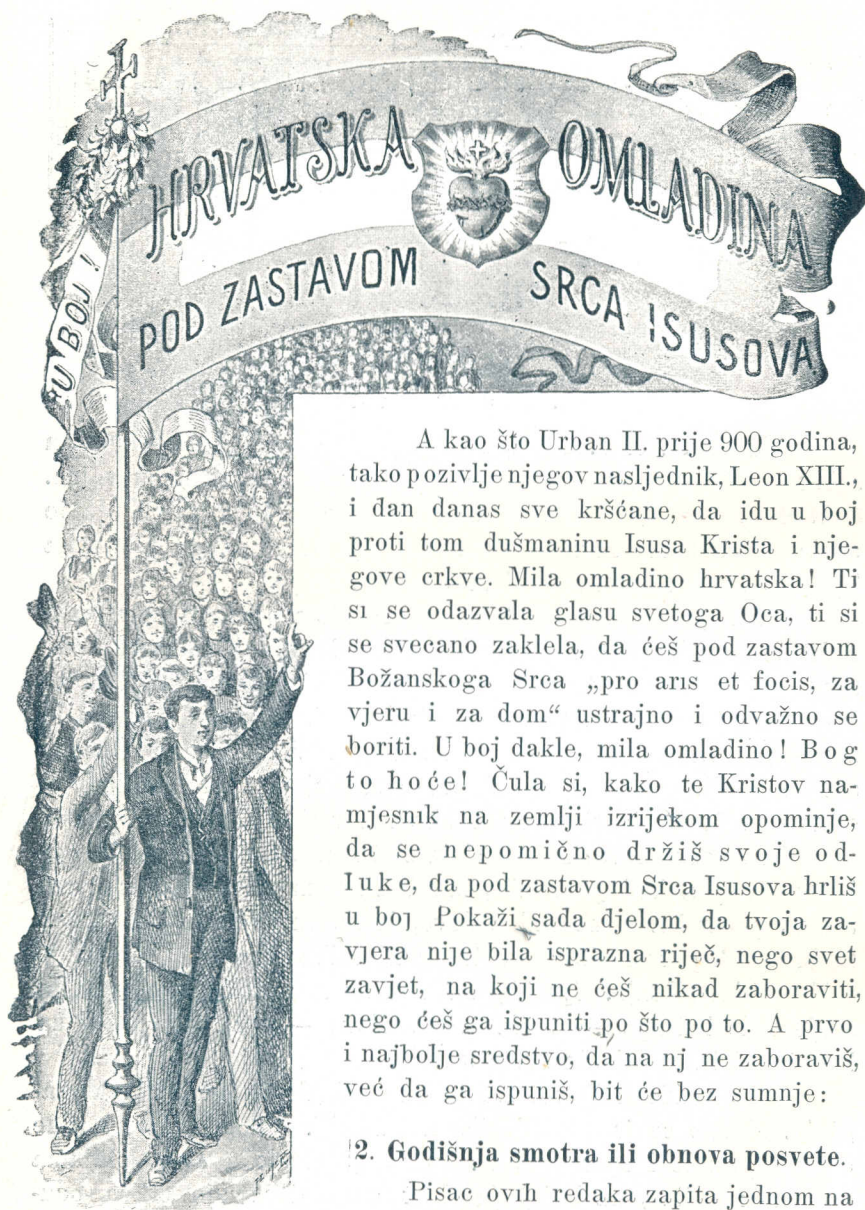 HRVATSKA OMLADINA
POD ZASTAVOM SRCA ISUSOVA
U BOJ!
A kao što Urban II. prije 900 godina,
tako pozivlje njegov nasljednik, Leon XIII.,
i dan danas sve kršćane, da idu u boj
proti tom dušmaninu Isusa Krista i nje-
gove crkve. Mila omladino hrvatska! Ti
si se odazvala glasu svetoga Oca, ti si
se svecano zaklela, da ćeš pod zastavom
Božanskoga Srca „pro aris et focis, za
vjeru i za dom“ ustrajno i odvažno se
boriti. U boj dakle, mila omladino! Bog
to hoće! Čula si, kako te Kristov na-
mjesnik na zemlji izrijekom opominje,
da se nepomično držiš svoje od-
luke, da pod zastavom Srca Isusova hrliš
u boj Pokaži sada djelom, da tvoja za-
vjera nije bila isprazna riječ, nego svet
zavjet, na koji ne ćeš nikad zaboraviti,
nego ćeš ga ispuniti po što po to. A prvo
i najbolje sredstvo, da na nj ne zaboraviš,
već da ga ispuniš, bit će bez sumnje:
2. Godišnja smotra ili obnova posvete.
Pisac ovih redaka zapita jednom na